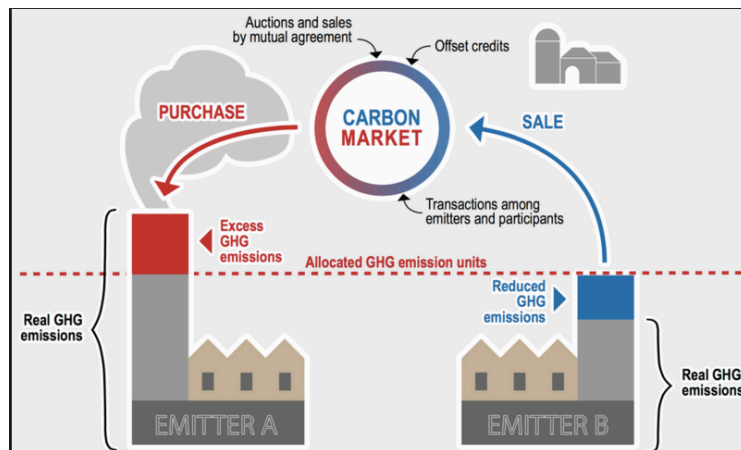 Auctions and sales
by mutual agreement
Offset credits
PURCHASE
CARBON
MARKET
SALE
Transactions among
emitters and participants
Excess
GHG
emissions
Allocated GHG emission units
Reduced
GHG
emissions
Real GHG
emissions
Real GHG
emissions
EMITTER A
EMITTER B